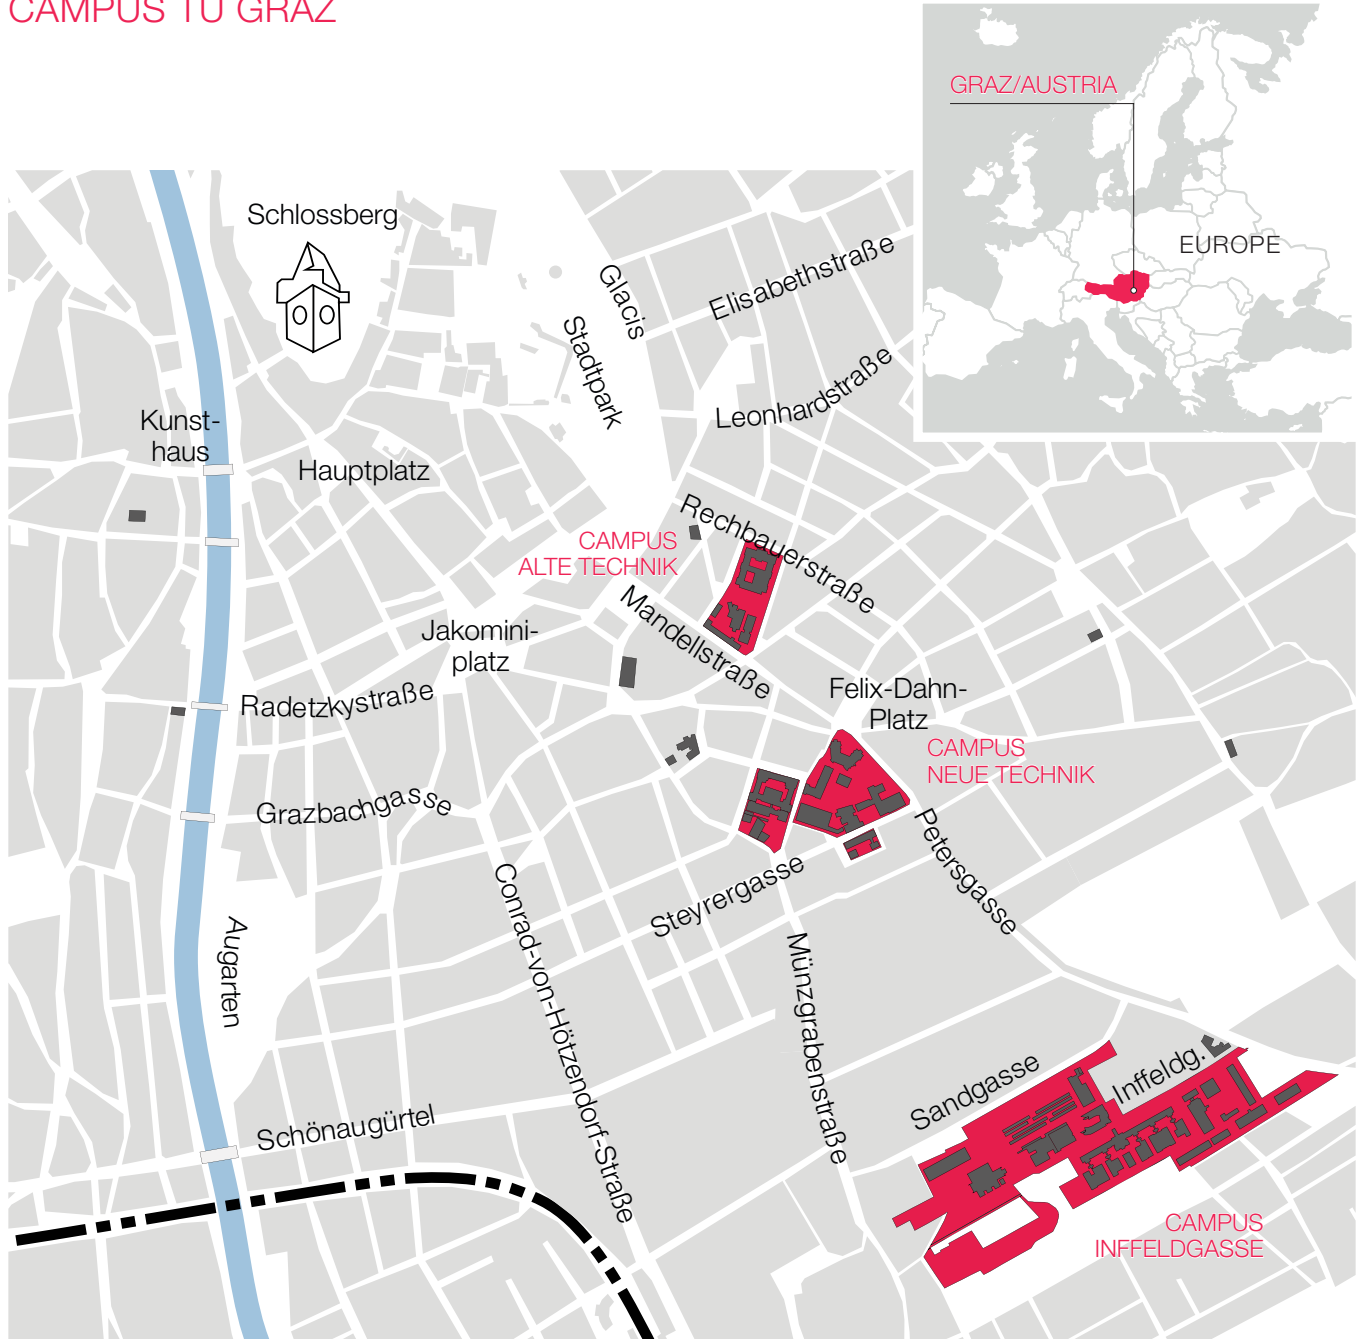 CAMPUS TU GRAZ
GRAZ/AUSTRIA
EUROPE
Schlossberg
Glacis
Elisabethstraße
Stadtpark
Leonhardstraße
Kunst-
haus
Hauptplatz
Rechbauerstraße
CAMPUS
ALTE TECHNIK
Mandellstraße
Jakomini-
platz
Radetzkystraße
Felix-Dahn-
Platz
CAMPUS
NEUE TECHNIK
Grazbachgasse
Petersgasse
Steyrergasse
Conrad-von-Hötzendorf-Straße
Augarten
Münzgrabenstraße
Sandgasse
Inffeldg.
Schönaugürtel
CAMPUS
INFFELDGASSE